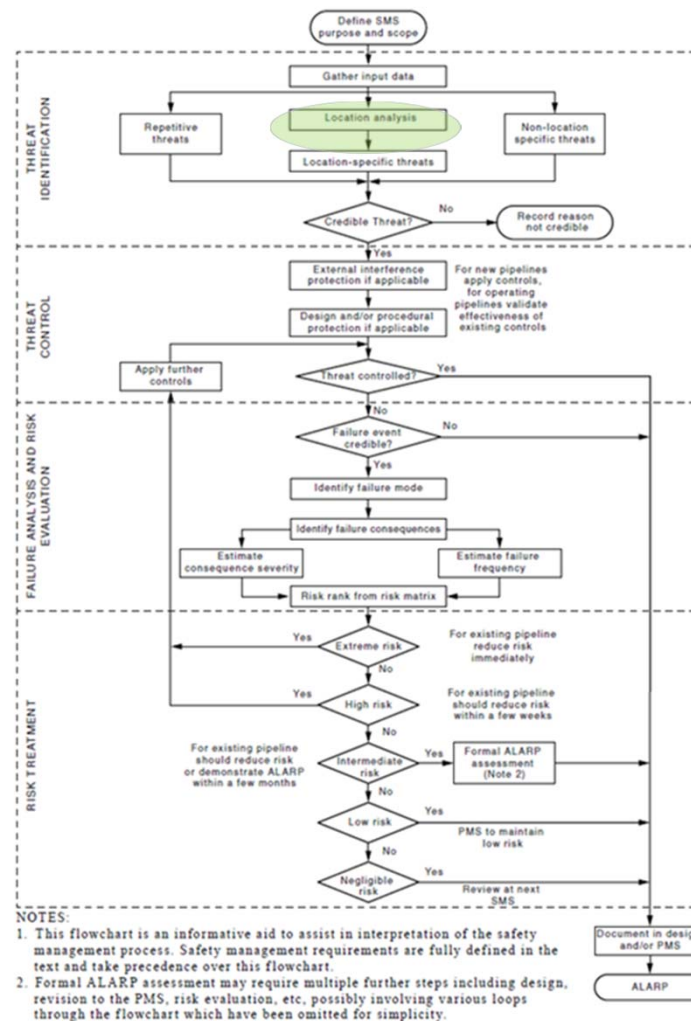 Define SMS
purpose and scope
THREAT
IDENTIFICATION
Gather input data
Repetitive
threats
Location analysis
Non-location
specific threats
Location-specific threats
Credible Threat?
No
Record reason
not credible
Yes
THREAT
CONTROL
External interference
protection if applicable
For new pipelines
apply controls,
for operating
pipelines validate
effectiveness of
existing controls
Design and/or procedural
protection if applicable
Apply further
controls
Threat controlled?
Yes
No
FAILURE ANALYSIS AND RISK
EVALUATION
Failure event
credible?
No
Yes
Identify failure mode
Identify failure consequences
Estimate
consequence severity
Estimate failure
frequency
Risk rank from risk matrix
RISK TREATMENT
Yes
Extreme risk
For existing pipeline
reduce risk
immediately
No
Yes
High risk
For existing pipeline
should reduce risk
within a few weeks
No
For existing pipeline
should reduce risk
or demonstrate ALARP
within a few months
Intermediate
risk
Yes
Formal ALARP
assessment
(Note 2)
No
Low risk
Yes
PMS to maintain
low risk
No
Negligible
risk
Yes
Review at next
SMS
NOTES:
1. This flowchart is an informative aid to assist in interpretation of the safety
management process. Safety management requirements are fully defined in the
text and take precedence over this flowchart.
2. Formal ALARP assessment may require multiple further steps including design,
revision to the PMS, risk evaluation, etc, possibly involving various loops
through the flowchart which have been omitted for simplicity.
Document in design
and/or PMS
ALARP